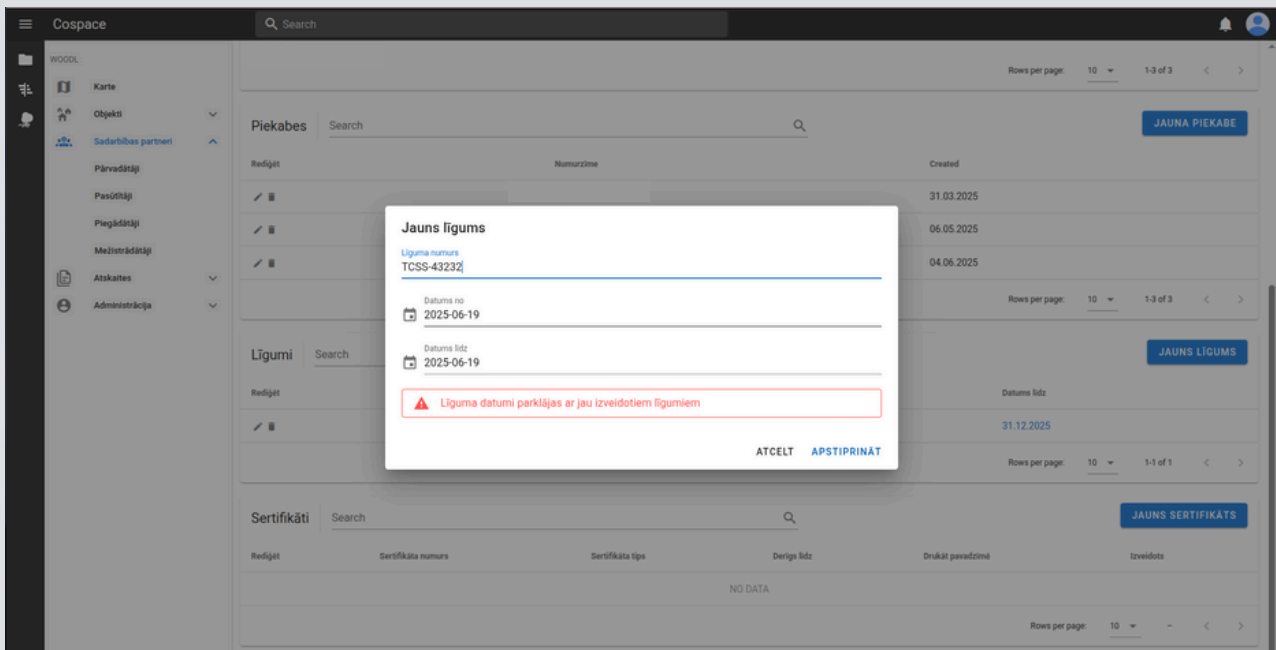 Cospace
Search
WOODL
Karte
Objekti
Sadarbības partneri
Pārvadātāji
Pasūtītāji
Piegādātāji
Mežistrādātāji
Atskaites
Administrācija
Rows per page: 10 1-3 of 3
Piekabes Search JAUNA PIEKABE
Rediģēt Numurzīme Created
31.03.2025
06.05.2025
04.06.2025
Rows per page: 10 1-3 of 3
Jauns līgums
Līguma numurs
TCSS-43232
Datums no
2025-06-19
Datums līdz
2025-06-19
Līguma datumi parklājas ar jau izveidotiem līgumiem
ATCELT APSTIPRINĀT
Līgumi Search JAUNS LĪGUMS
Rediģēt Datums līdz
31.12.2025
Rows per page: 10 1-1 of 1
Sertifikāti Search JAUNS SERTIFIKĀTS
Rediģēt Sertifikāta numurs Sertifikāta tips Derīgs līdz Drukāt pavadzīmē Izveidots
NO DATA
Rows per page: 10 –